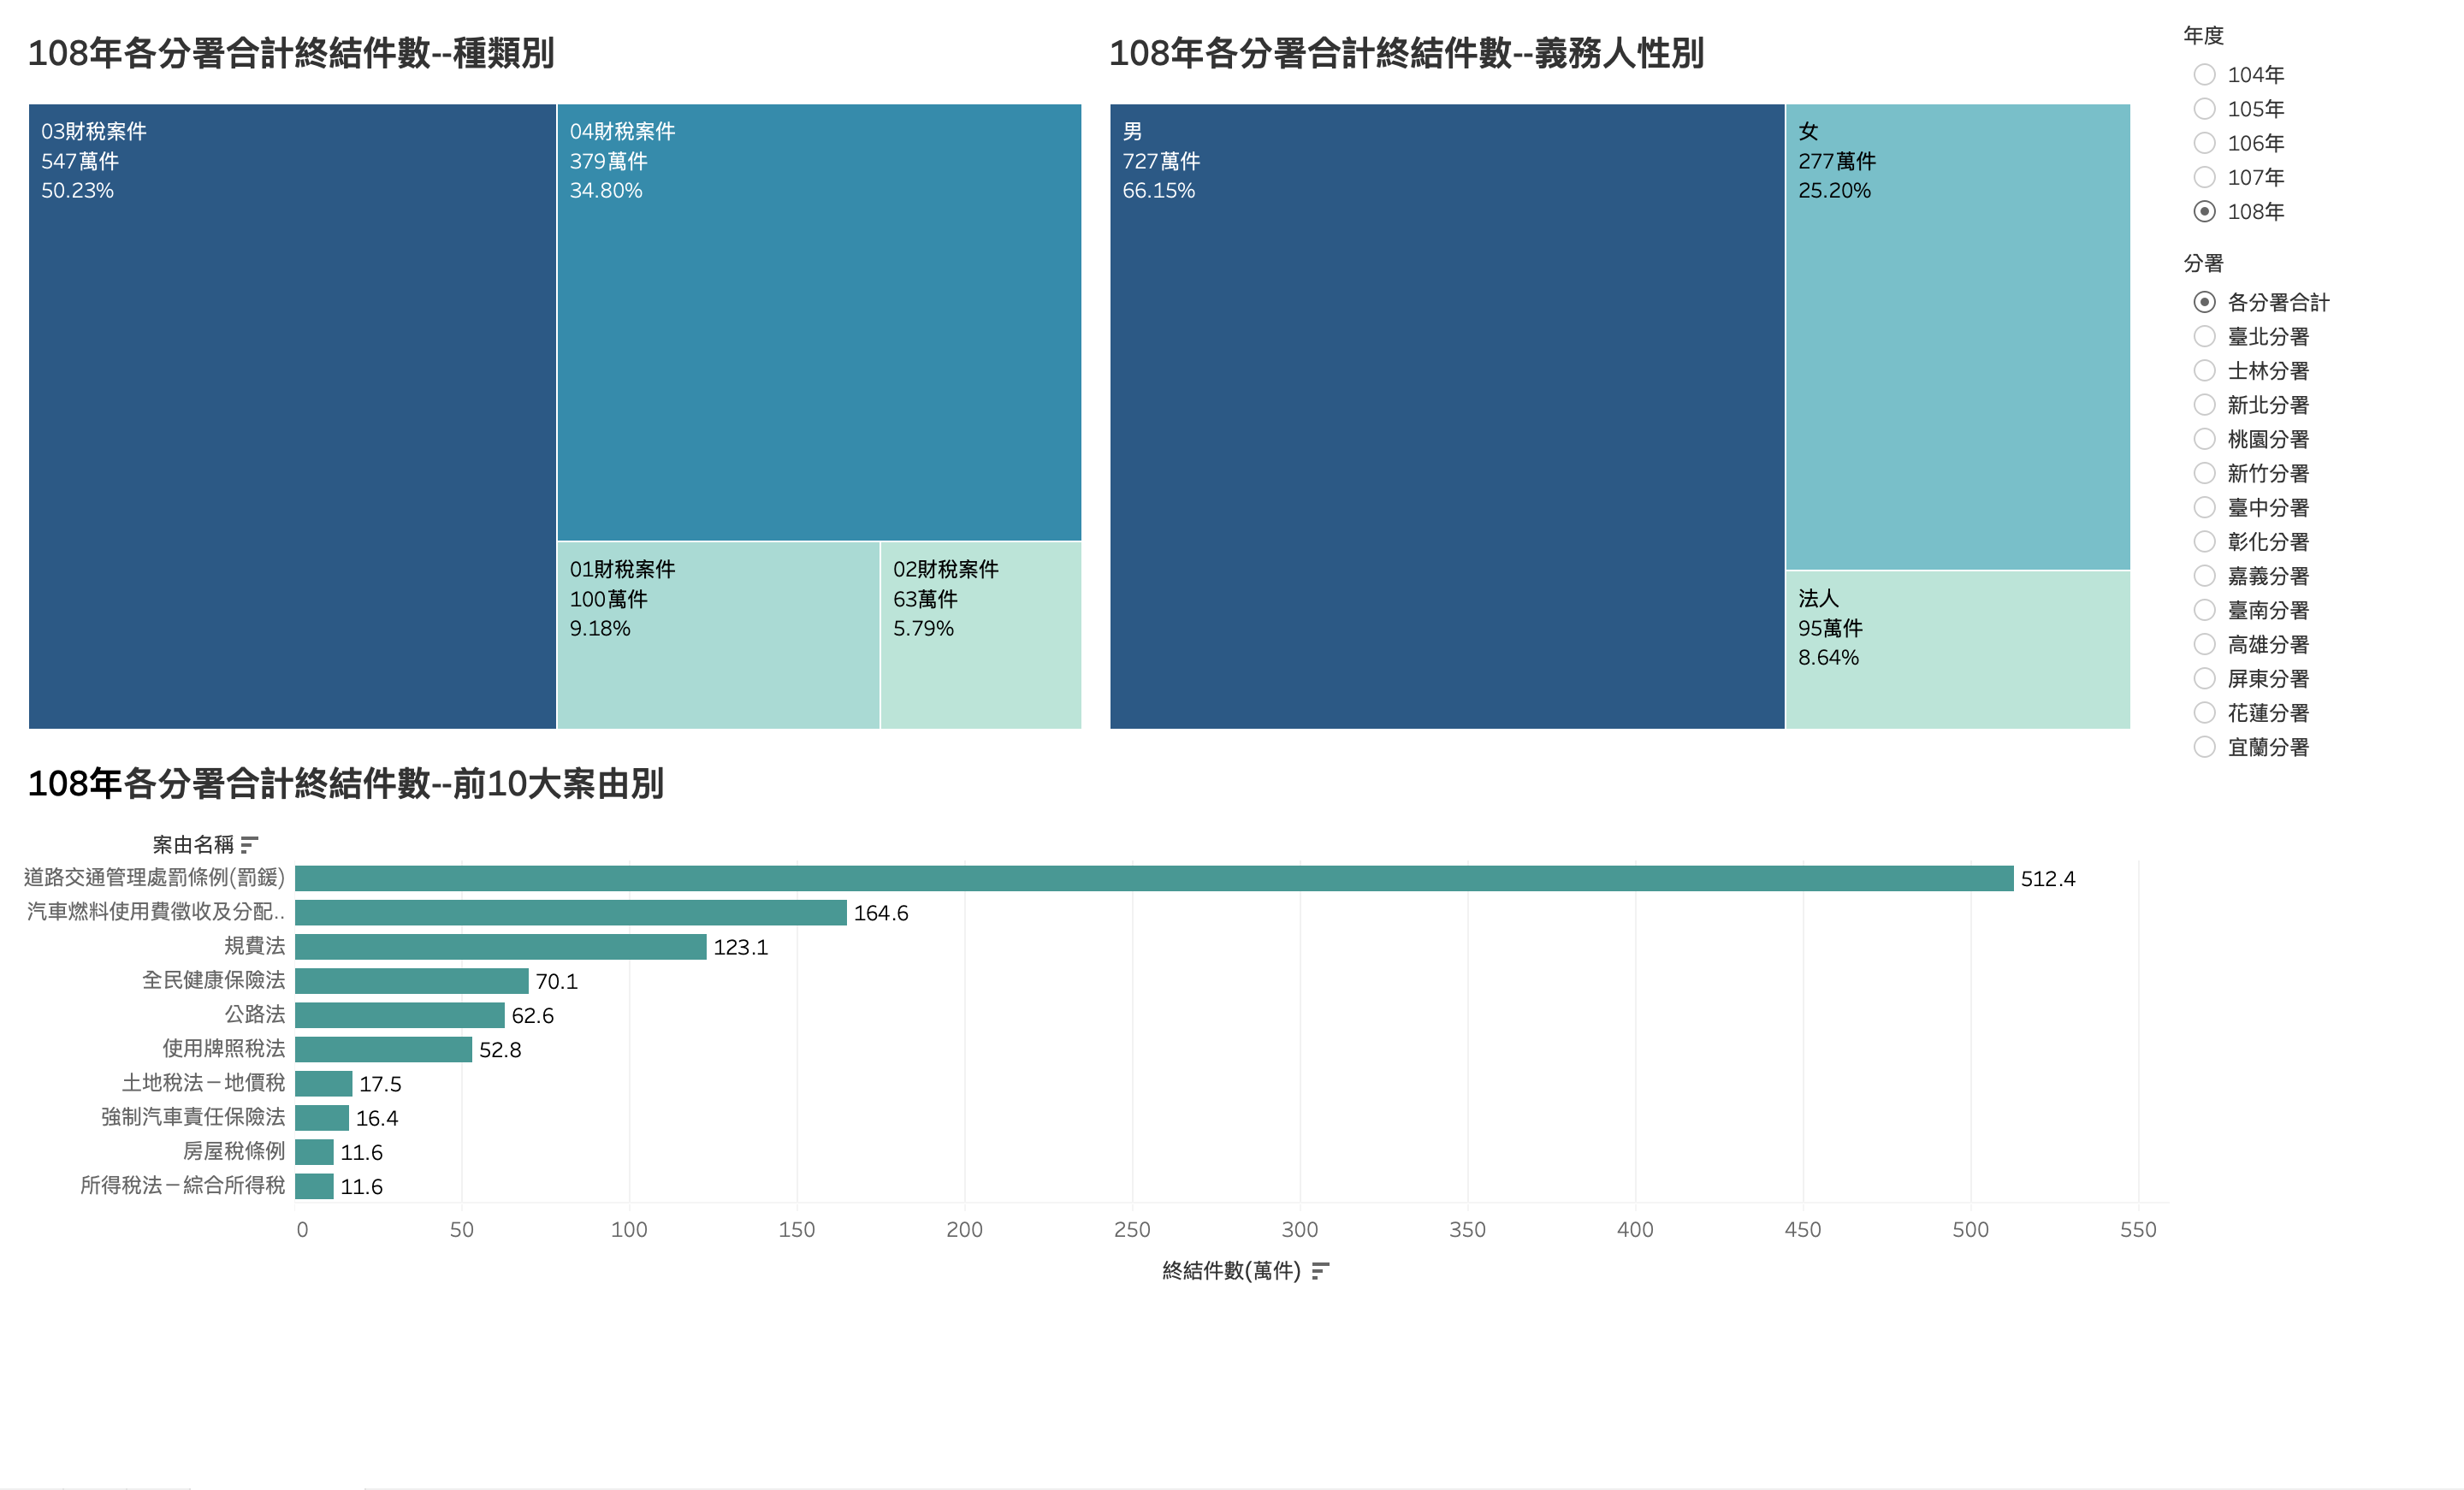 108年各分署合計終結件數--種類別
03財稅案件
547萬件
50.23%
04財稅案件
379萬件
34.80%
01財稅案件
100萬件
9.18%
02財稅案件
63萬件
5.79%
108年各分署合計終結件數--義務人性別
男
727萬件
66.15%
女
277萬件
25.20%
法人
95萬件
8.64%
年度
104年
105年
106年
107年
108年
分署
各分署合計
臺北分署
士林分署
新北分署
桃園分署
新竹分署
臺中分署
彰化分署
嘉義分署
臺南分署
高雄分署
屏東分署
花蓮分署
宜蘭分署
108年各分署合計終結件數--前10大案由別
案由名稱
道路交通管理處罰條例(罰鍰) 512.4
汽車燃料使用費徵收及分配.. 164.6
規費法 123.1
全民健康保險法 70.1
公路法 62.6
使用牌照稅法 52.8
土地稅法－地價稅 17.5
強制汽車責任保險法 16.4
房屋稅條例 11.6
所得稅法－綜合所得稅 11.6
0 50 100 150 200 250 300 350 400 450 500 550
終結件數(萬件)